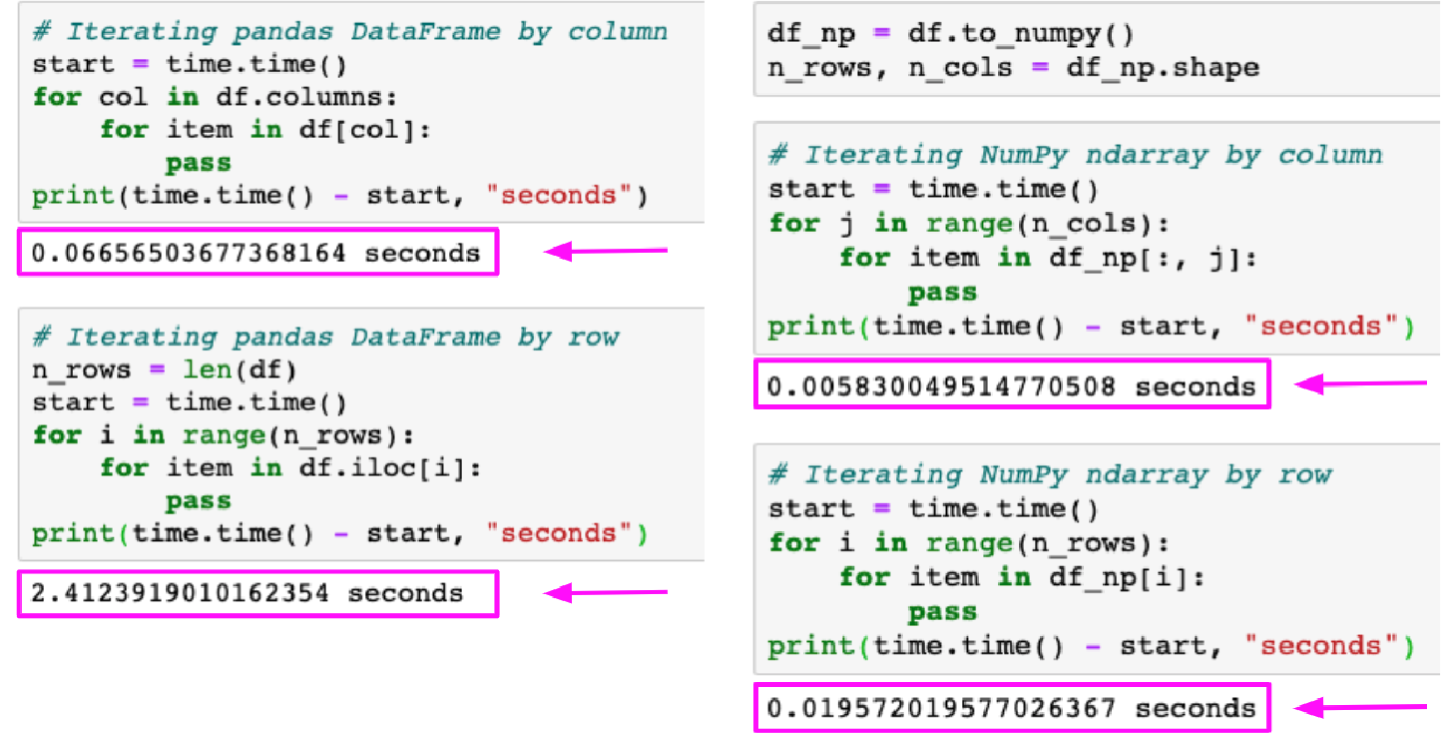 # Iterating pandas DataFrame by column
start = time.time()
for col in df.columns:
    for item in df[col]:
        pass
print(time.time() - start, "seconds")
0.06656503677368164 seconds
# Iterating pandas DataFrame by row
n_rows = len(df)
start = time.time()
for i in range(n_rows):
    for item in df.iloc[i]:
        pass
print(time.time() - start, "seconds")
2.4123919010162354 seconds
df_np = df.to_numpy()
n_rows, n_cols = df_np.shape
# Iterating NumPy ndarray by column
start = time.time()
for j in range(n_cols):
    for item in df_np[:, j]:
        pass
print(time.time() - start, "seconds")
0.005830049514770508 seconds
# Iterating NumPy ndarray by row
start = time.time()
for i in range(n_rows):
    for item in df_np[i]:
        pass
print(time.time() - start, "seconds")
0.019572019577026367 seconds